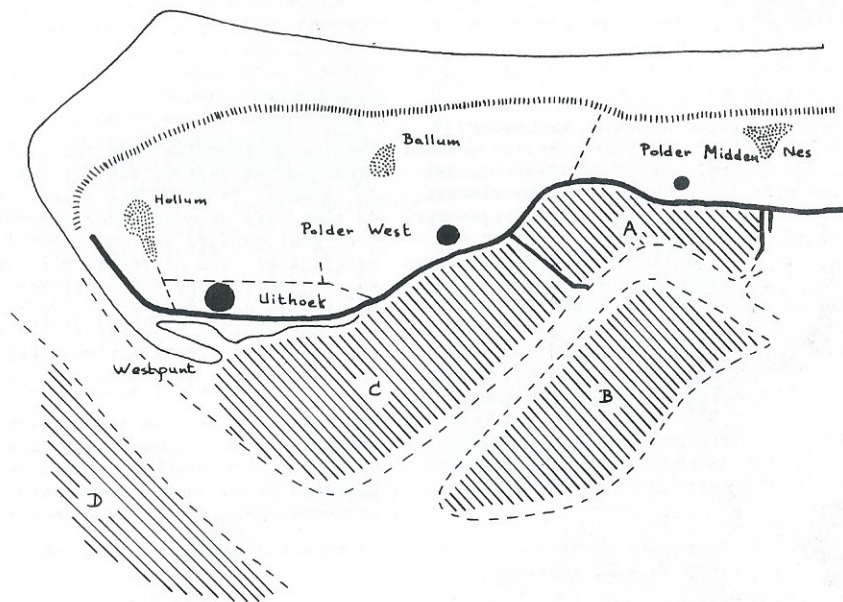 Ballum
Polder Midden
Nes
Hollum
Polder West
A
Uithoek
Westpunt
C
B
D